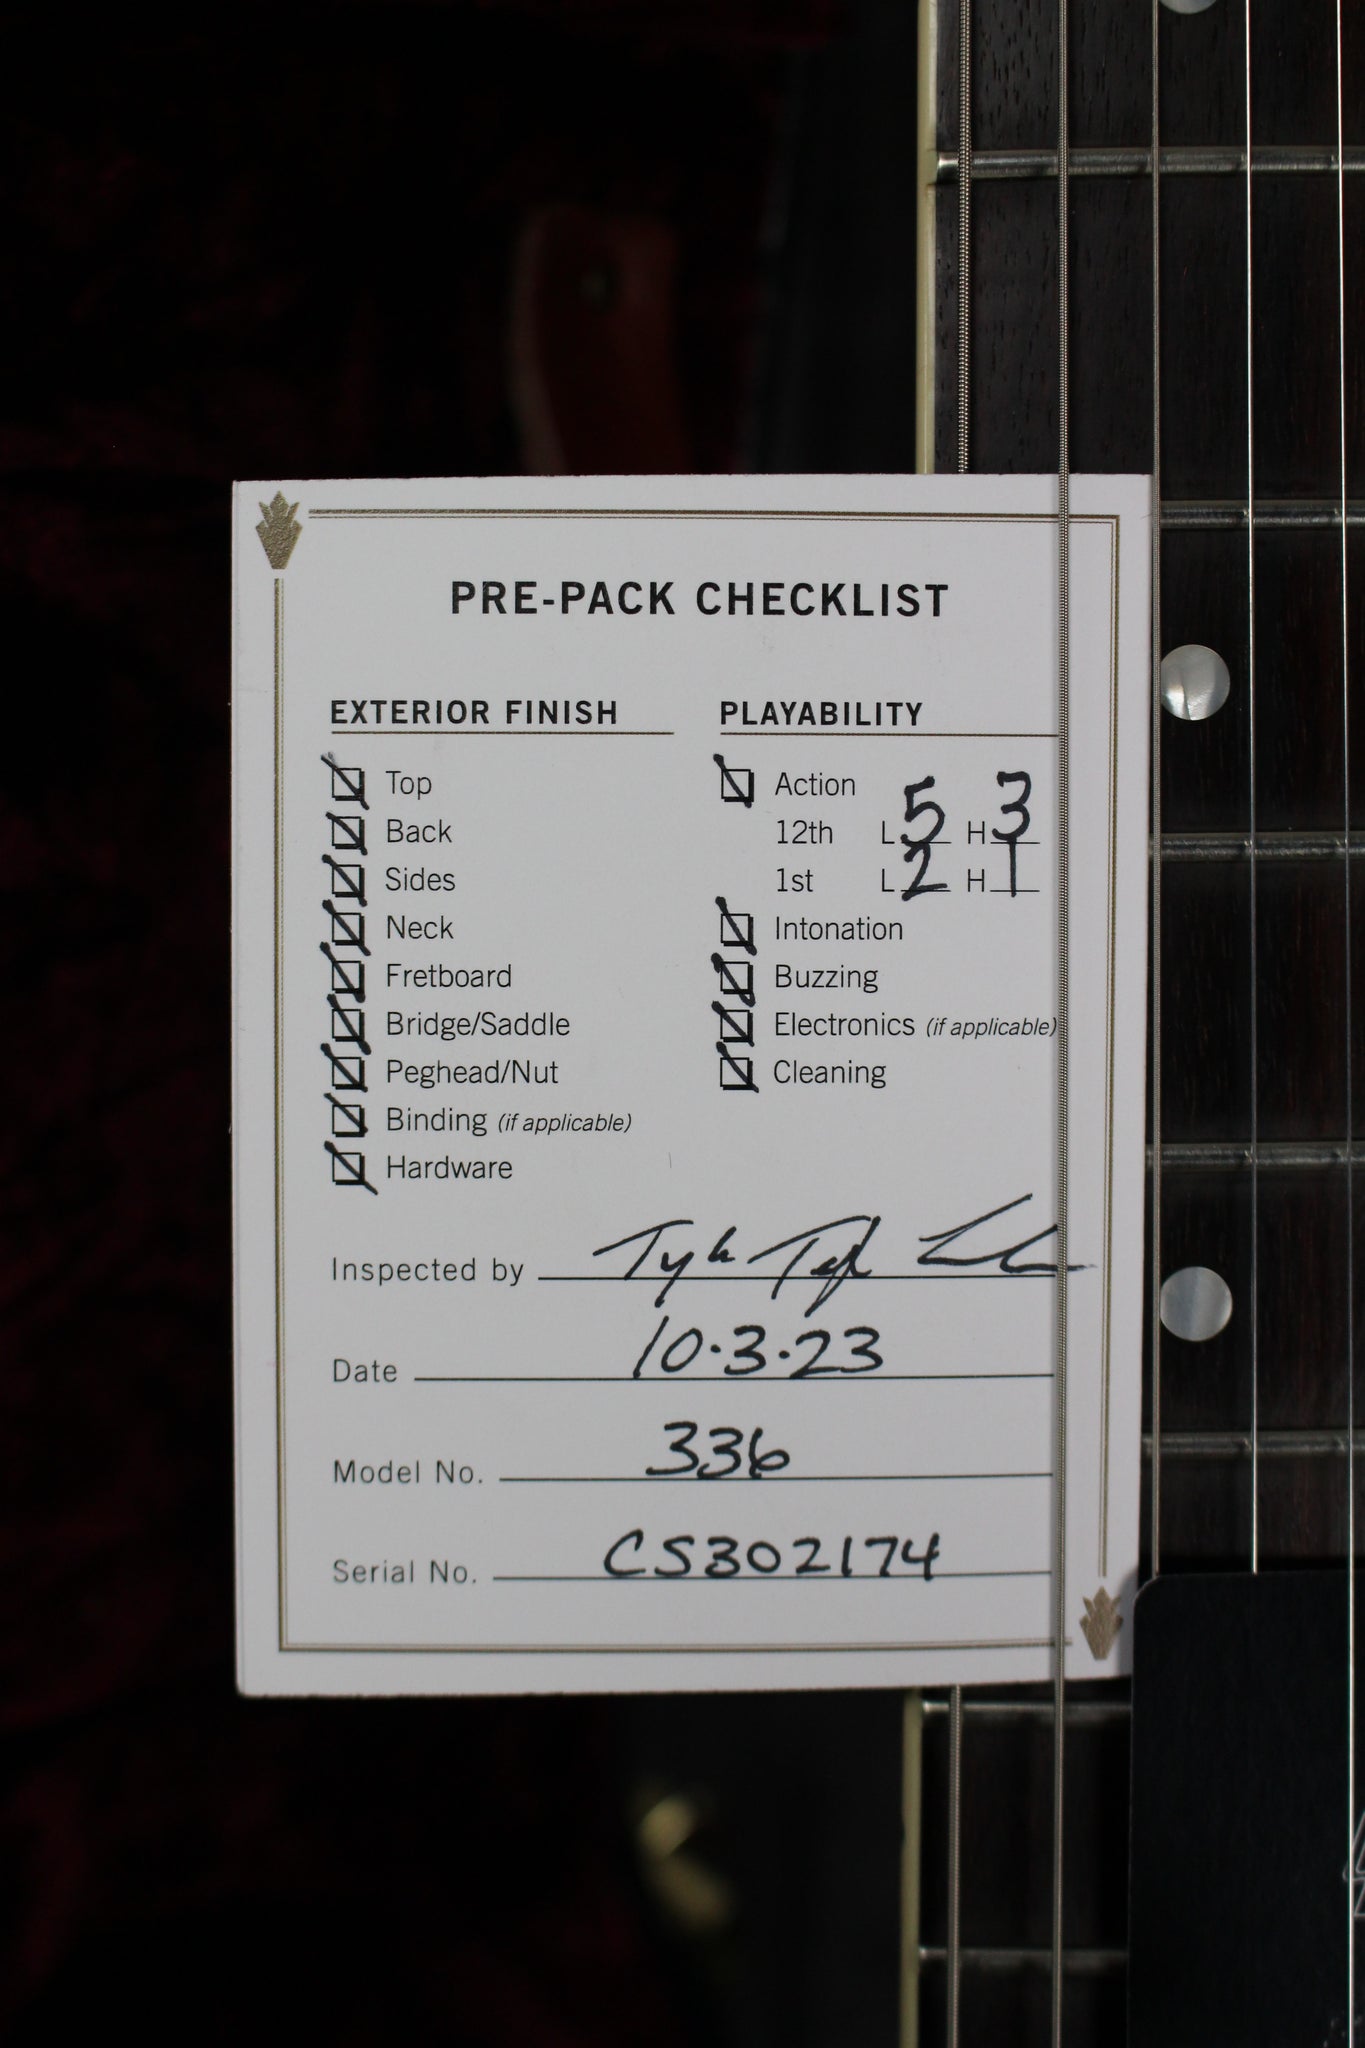 PRE-PACK CHECKLIST
EXTERIOR FINISH
Top
Back
Sides
Neck
Fretboard
Bridge/Saddle
Peghead/Nut
Binding (if applicable)
Hardware
PLAYABILITY
Action
12th L 5 H 3
1st L 2 H 1
Intonation
Buzzing
Electronics (if applicable)
Cleaning
Inspected by
Date 10·3·23
Model No. 336
Serial No. CS302174